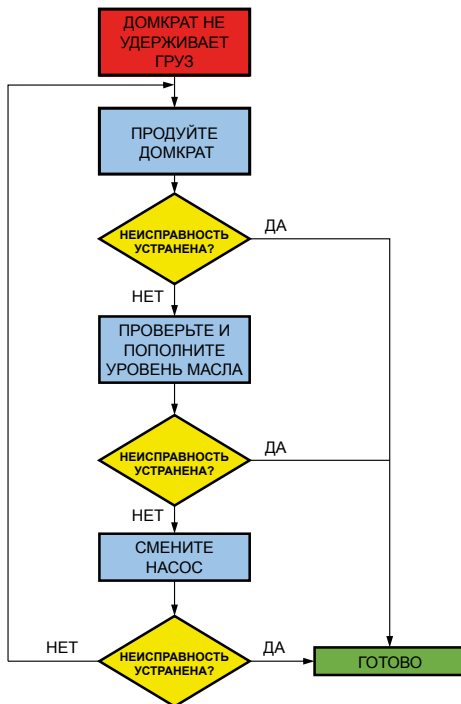 ДОМКРАТ НЕ
УДЕРЖИВАЕТ
ГРУЗ
ПРОДУЙТЕ
ДОМКРАТ
НЕИСПРАВНОСТЬ
УСТРАНЕНА?
ДА
НЕТ
ПРОВЕРЬТЕ И
ПОПОЛНИТЕ
УРОВЕНЬ МАСЛА
НЕИСПРАВНОСТЬ
УСТРАНЕНА?
ДА
НЕТ
СМЕНИТЕ
НАСОС
НЕТ
НЕИСПРАВНОСТЬ
УСТРАНЕНА?
ДА
ГОТОВО